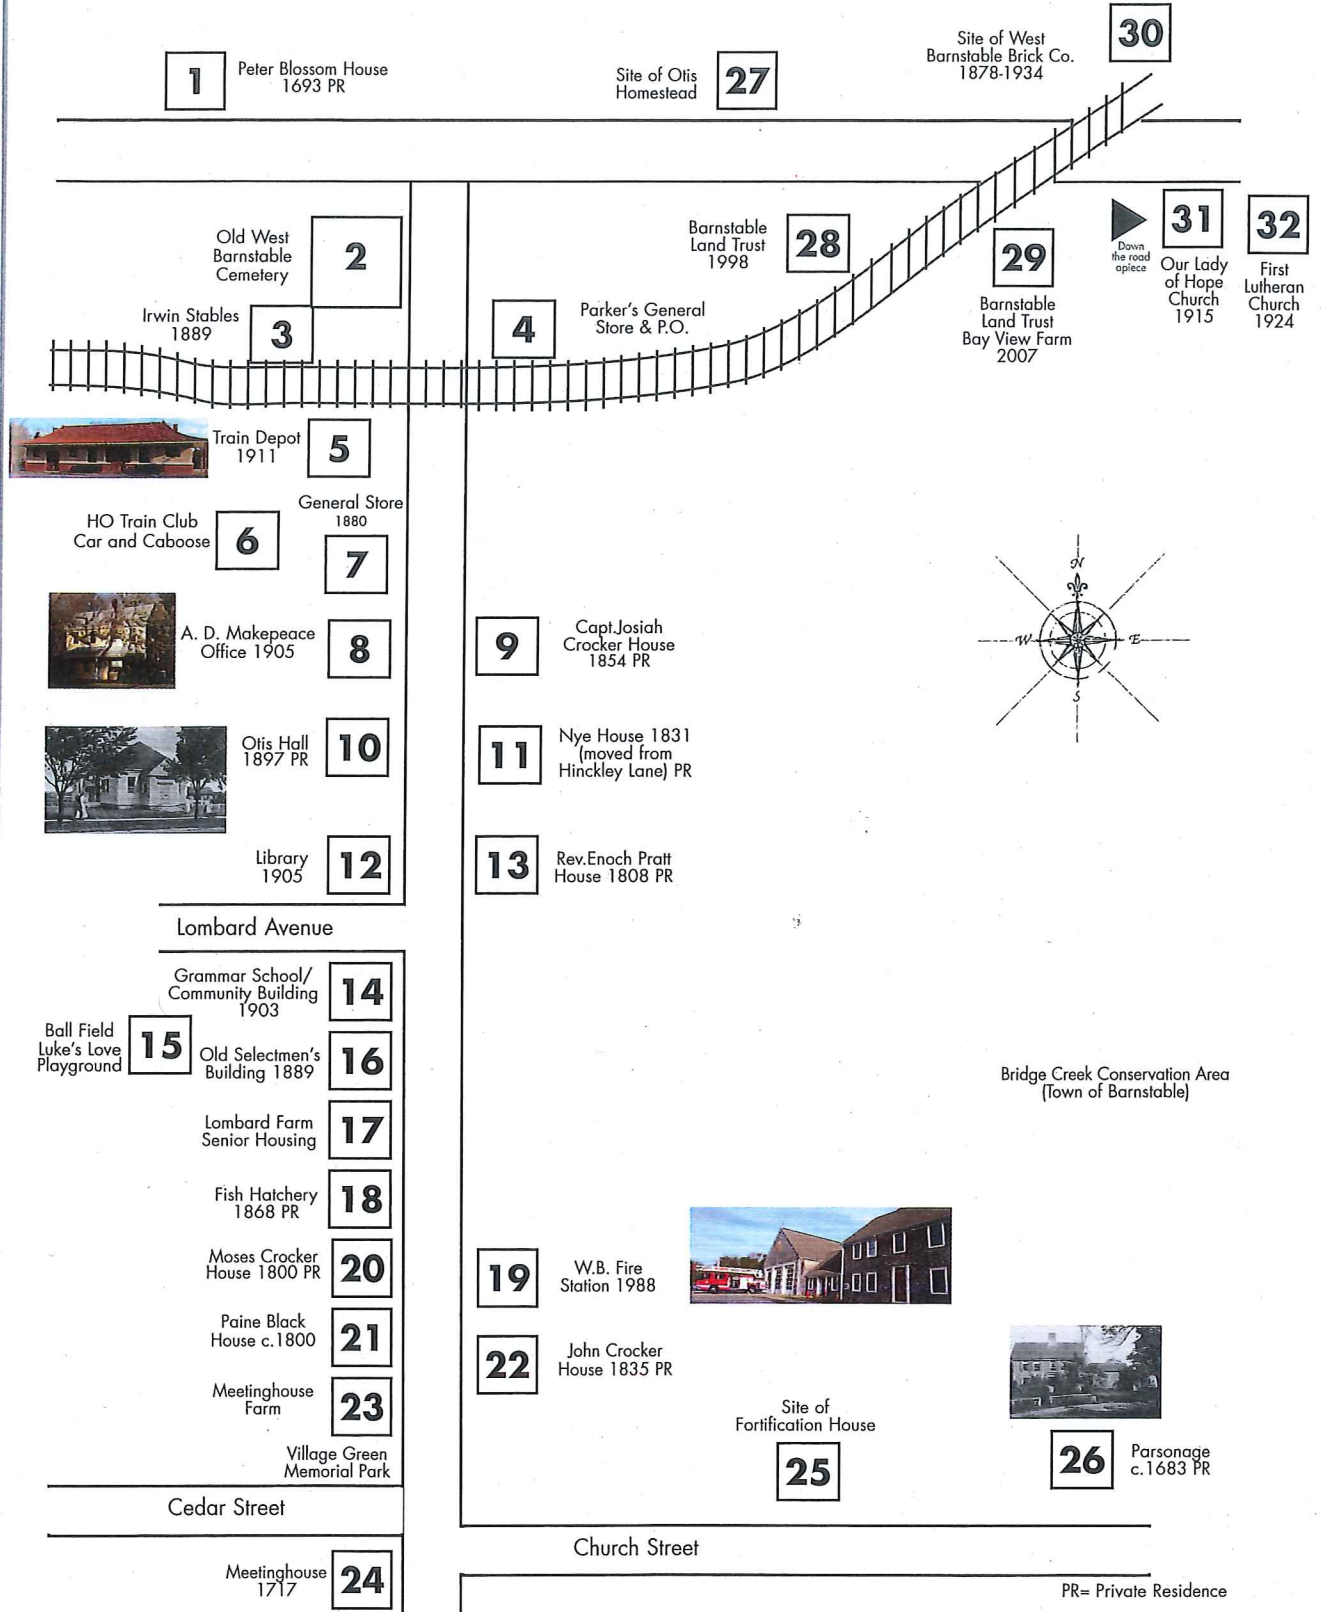 30
Site of West
Barnstable Brick Co.
1878-1934
1
Peter Blossom House
1693 PR
Site of Otis
Homestead
27
Old West
Barnstable
Cemetery
2
Barnstable
Land Trust
1998
28
29
Barnstable
Land Trust
Bay View Farm
2007
Down
the road
apiece
31
Our Lady
of Hope
Church
1915
32
First
Lutheran
Church
1924
Irwin Stables
1889
3
4
Parker's General
Store & P.O.
Train Depot
1911
5
HO Train Club
Car and Caboose
6
General Store
1880
7
A. D. Makepeace
Office 1905
8
9
Capt.Josiah
Crocker House
1854 PR
N
W
E
S
Otis Hall
1897 PR
10
11
Nye House 1831
(moved from
Hinckley Lane) PR
Library
1905
12
13
Rev.Enoch Pratt
House 1808 PR
Lombard Avenue
Grammar School/
Community Building
1903
14
Ball Field
Luke's Love
Playground
15
Old Selectmen's
Building 1889
16
Bridge Creek Conservation Area
(Town of Barnstable)
Lombard Farm
Senior Housing
17
Fish Hatchery
1868 PR
18
Moses Crocker
House 1800 PR
20
19
W.B. Fire
Station 1988
Paine Black
House c.1800
21
22
John Crocker
House 1835 PR
Meetinghouse
Farm
23
Site of
Fortification House
25
26
Parsonage
c.1683 PR
Village Green
Memorial Park
Cedar Street
Church Street
Meetinghouse
1717
24
PR= Private Residence